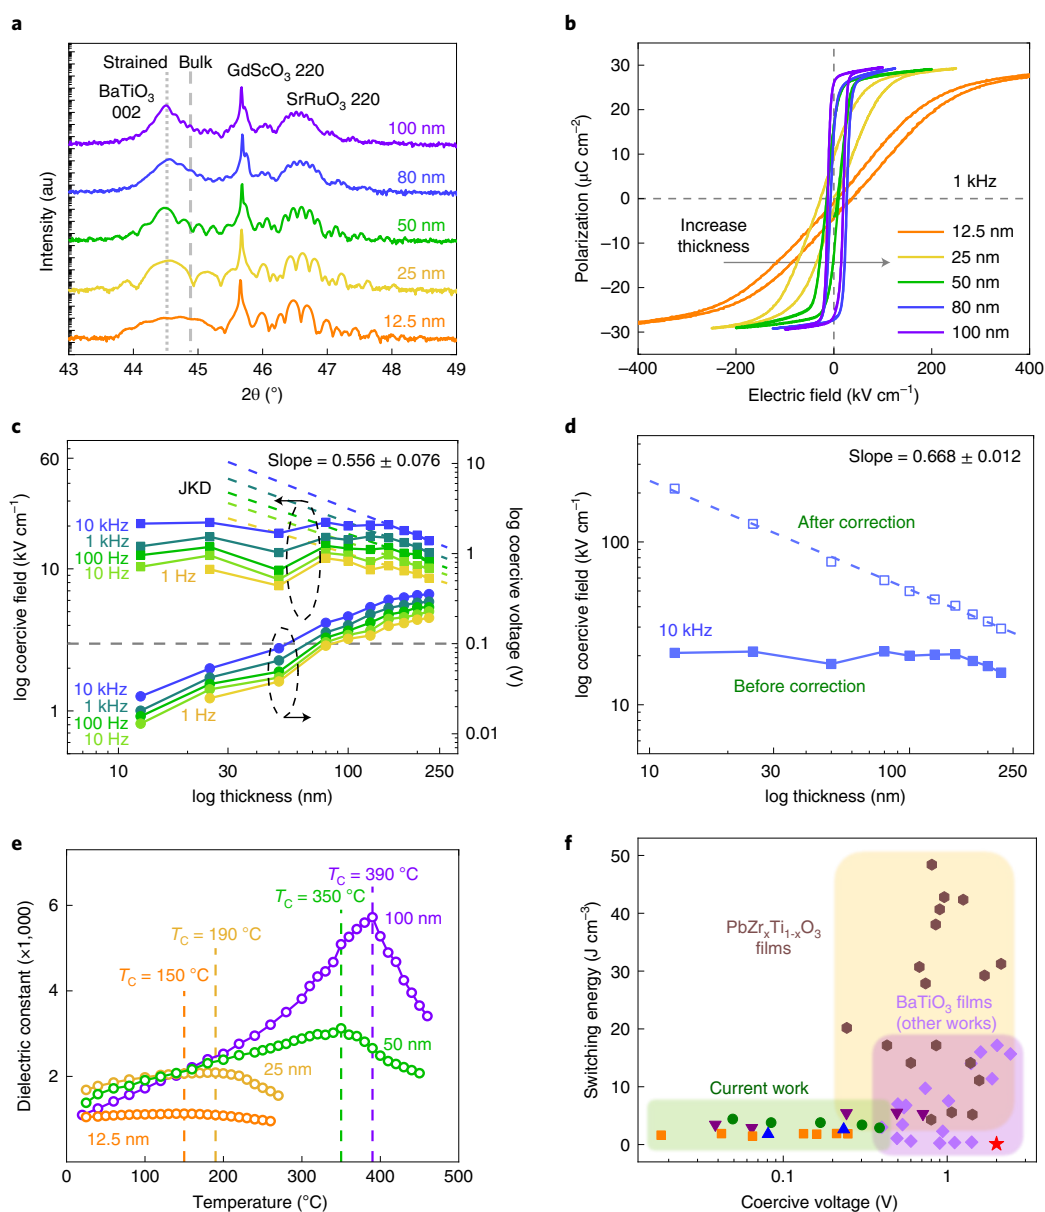 a
Strained
Bulk
GdScO3 220
BaTiO3
002
SrRuO3 220
100 nm
80 nm
50 nm
25 nm
12.5 nm
Intensity (au)
43 44 45 46 47 48 49
2θ (°)
b
30
20
10
0
−10
−20
−30
Polarization (μC cm−2)
1 kHz
Increase
thickness
12.5 nm
25 nm
50 nm
80 nm
100 nm
−400 −200 0 200 400
Electric field (kV cm−1)
c
60
10
1
log coercive field (kV cm−1)
Slope = 0.556 ± 0.076
JKD
10 kHz
1 kHz
100 Hz
10 Hz
1 Hz
10 kHz
1 kHz
100 Hz
10 Hz
1 Hz
10
1
0.1
0.01
log coercive voltage (V)
10 30 100 250
log thickness (nm)
d
Slope = 0.668 ± 0.012
100
10
log coercive field (kV cm−1)
After correction
10 kHz
Before correction
10 30 100 250
log thickness (nm)
e
6
4
2
Dielectric constant (×1,000)
TC = 390 °C
TC = 350 °C
100 nm
TC = 190 °C
TC = 150 °C
50 nm
25 nm
12.5 nm
0 100 200 300 400 500
Temperature (°C)
f
50
40
30
20
10
0
Switching energy (J cm−3)
PbZrxTi1-xO3
films
BaTiO3 films
(other works)
Current work
0.1 1
Coercive voltage (V)